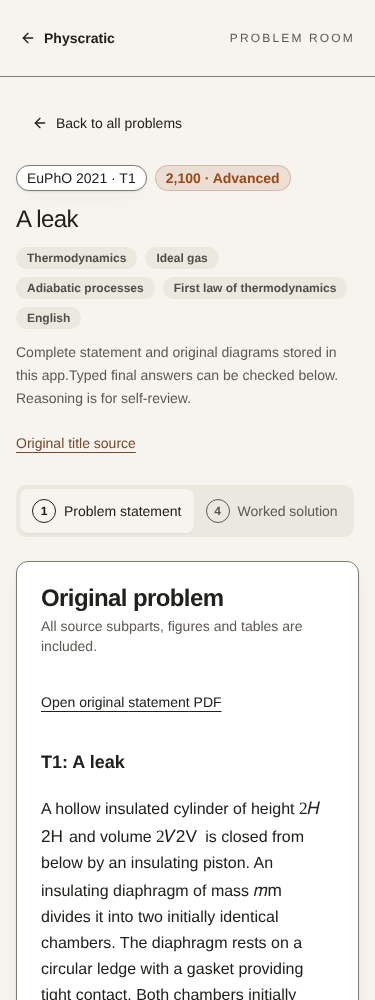 Physcratic
PROBLEM ROOM
Back to all problems
EuPhO 2021 · T1
2,100 · Advanced
A leak
Thermodynamics
Ideal gas
Adiabatic processes
First law of thermodynamics
English
Complete statement and original diagrams stored in
this app.Typed final answers can be checked below.
Reasoning is for self-review.
Original title source
1 Problem statement
4 Worked solution
Original problem
All source subparts, figures and tables are
included.
Open original statement PDF
T1: A leak
A hollow insulated cylinder of height 2H
2H and volume 2V2V is closed from
below by an insulating piston. An
insulating diaphragm of mass mm
divides it into two initially identical
chambers. The diaphragm rests on a
circular ledge with a gasket providing
tight contact. Both chambers initially